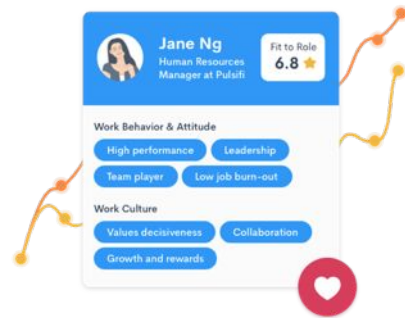 Jane Ng
Human Resources
Manager at Pulsifi
Fit to Role
6.8
Work Behavior & Attitude
High performance
Leadership
Team player
Low job burn-out
Work Culture
Values decisiveness
Collaboration
Growth and rewards